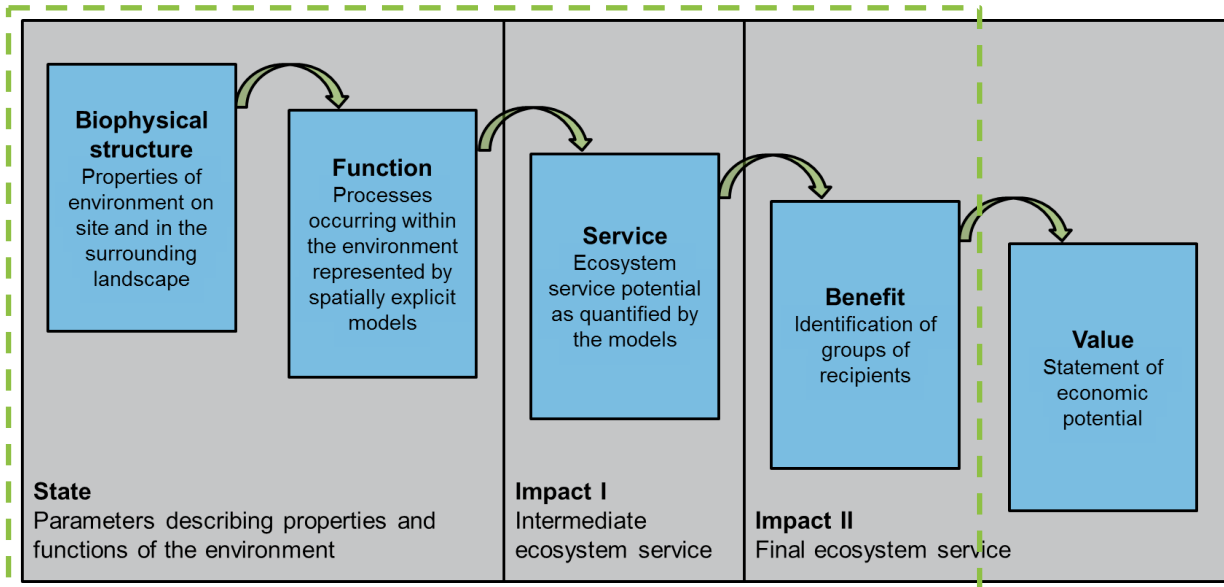 Biophysical
structure
Properties of
environment on
site and in the
surrounding
landscape
Function
Processes
occurring within
the environment
represented by
spatially explicit
models
Service
Ecosystem
service potential
as quantified by
the models
Benefit
Identification of
groups of
recipients
Value
Statement of
economic
potential
State
Parameters describing properties and
functions of the environment
Impact I
Intermediate
ecosystem service
Impact II
Final ecosystem service